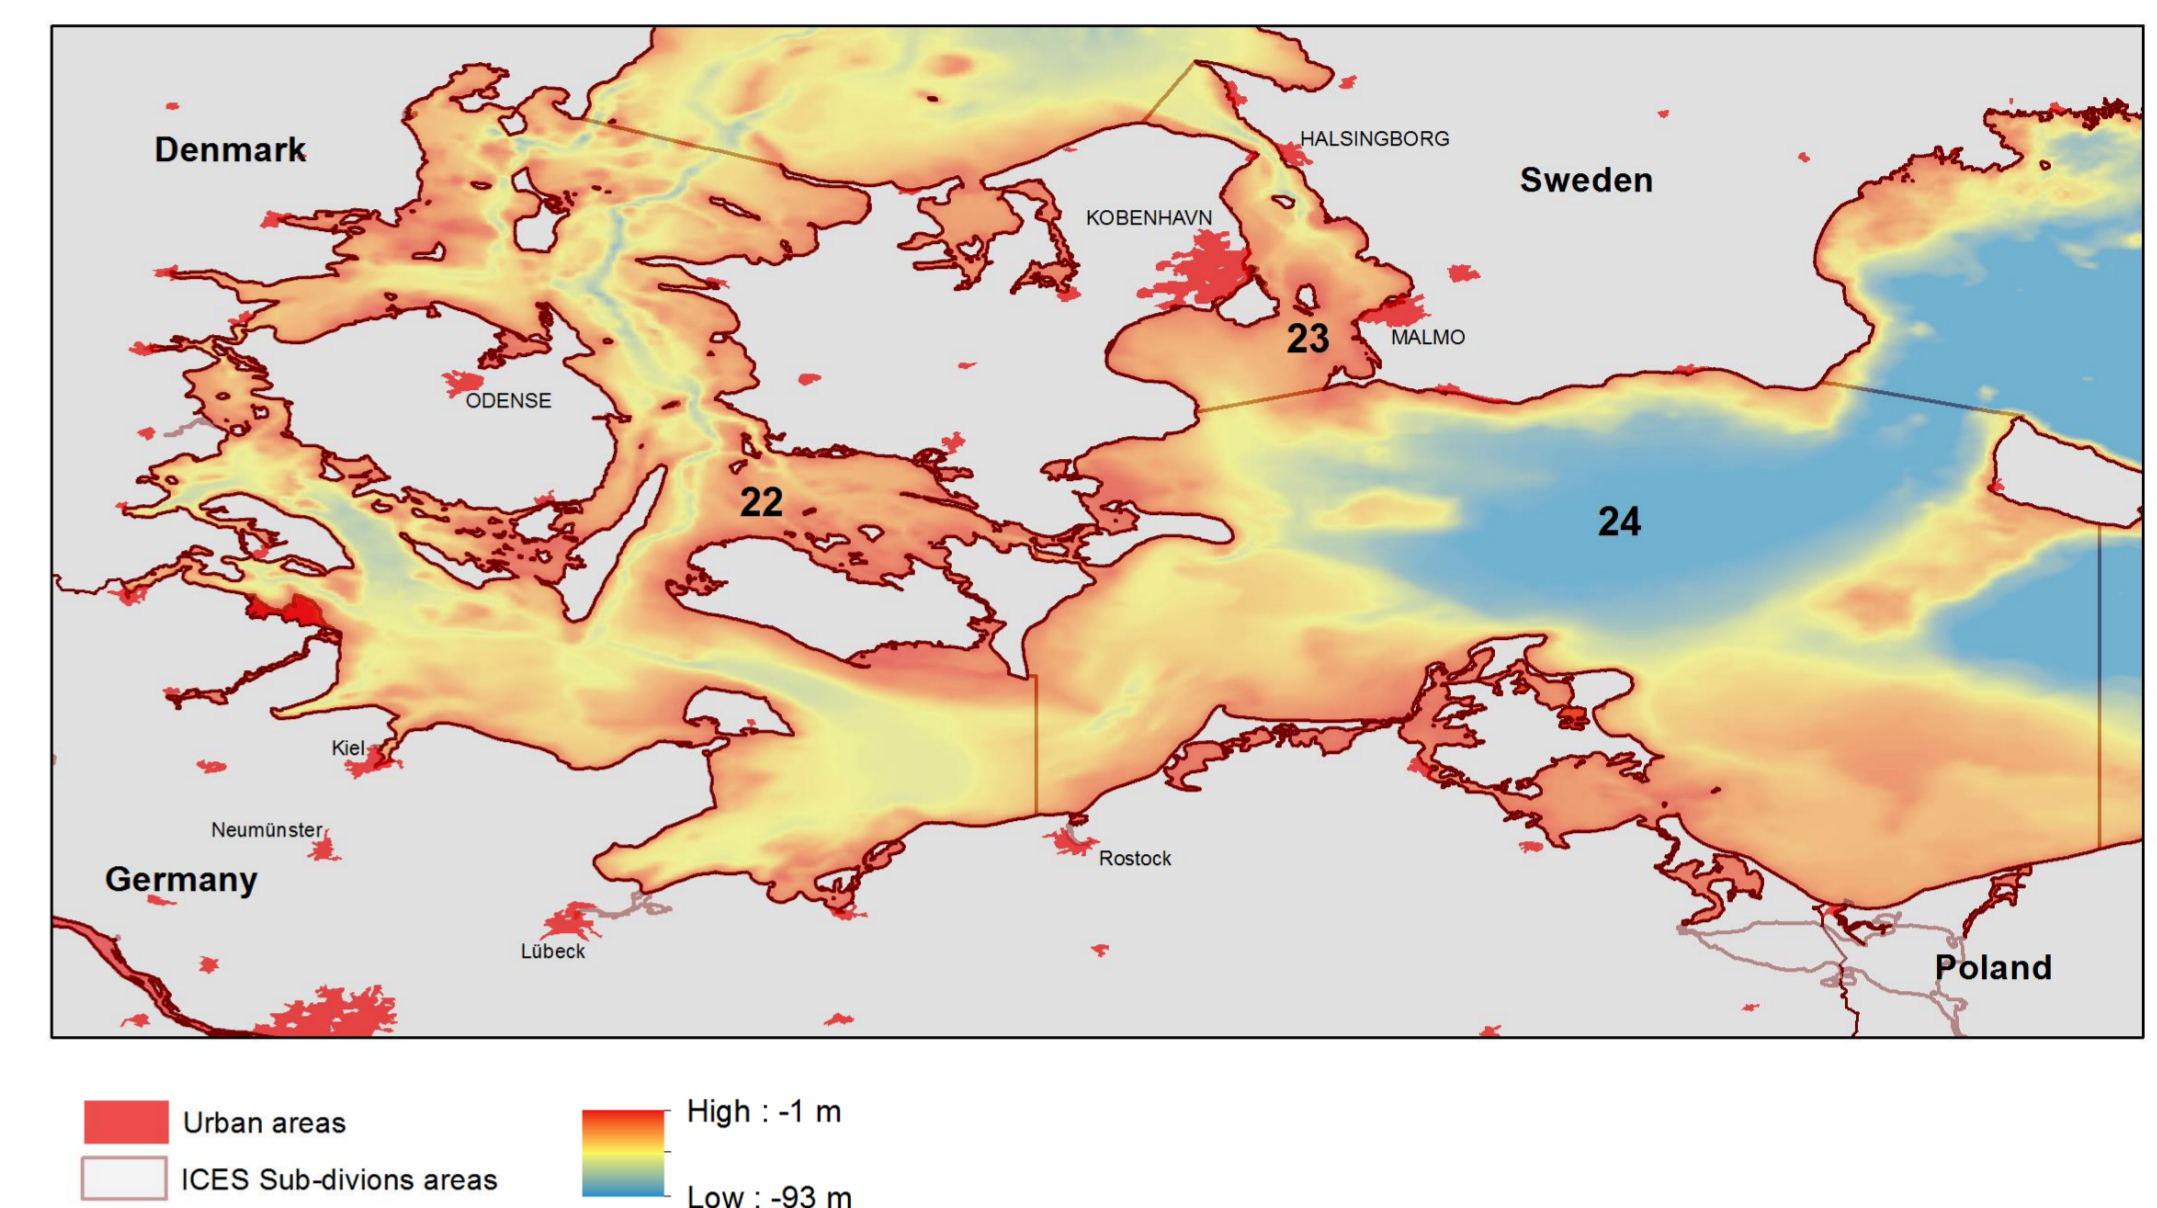 Denmark
HALSINGBORG
Sweden
KOBENHAVN
23
MALMO
ODENSE
22
24
Kiel
Neumünster
Rostock
Germany
Lübeck
Poland
Urban areas
ICES Sub-divions areas
High : -1 m
Low : -93 m